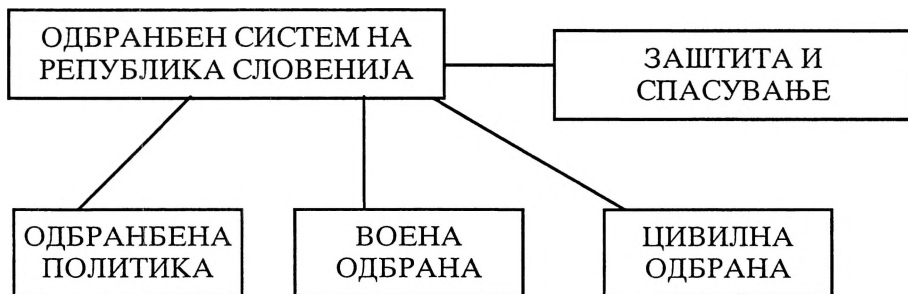 ОДБРАНБЕН СИСТЕМ НА
РЕПУБЛИКА СЛОВЕНИЈА
ЗАШТИТА И
СПАСУВАЊЕ
ОДБРАНБЕНА
ПОЛИТИКА
ВОЕНА
ОДБРАНА
ЦИВИЛНА
ОДБРАНА